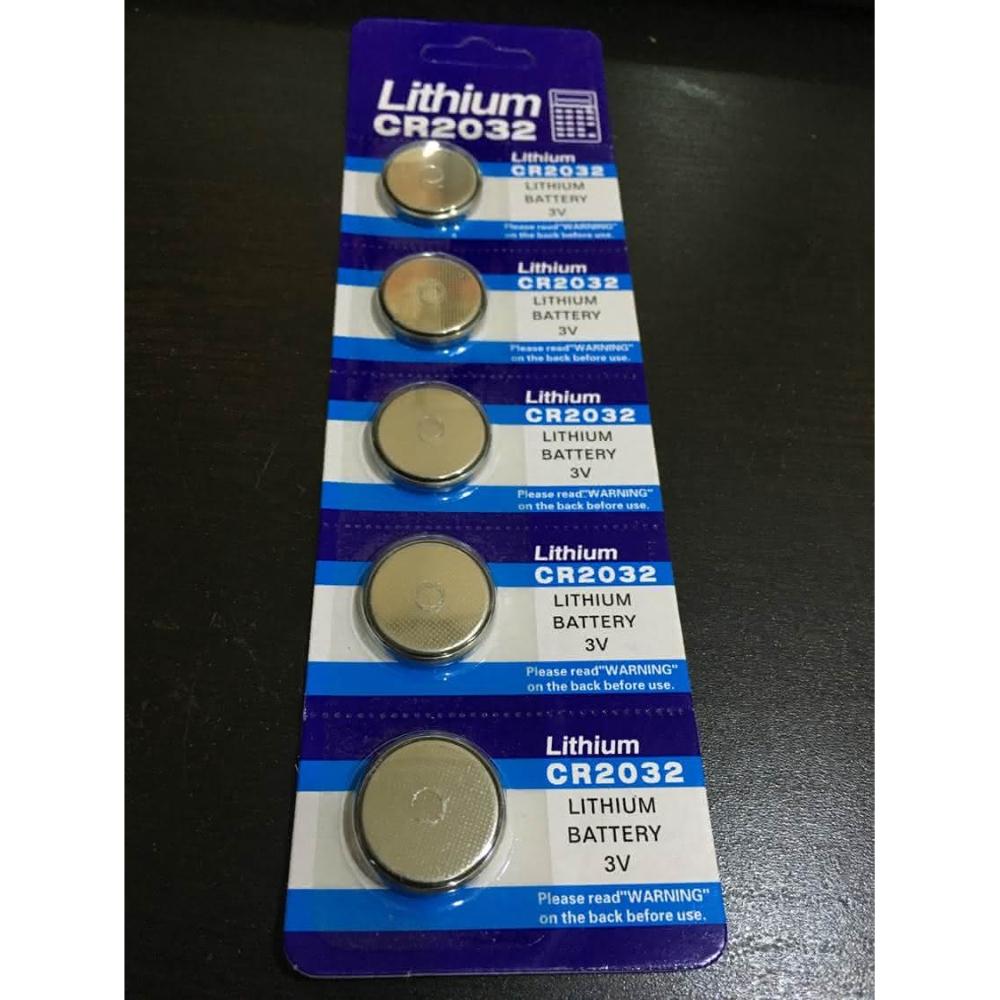 Lithium
CR2032
Lithium
CR2032
LITHIUM
BATTERY
3V
Please read"WARNING"
on the back before use.
Lithium
CR2032
LITHIUM
BATTERY
3V
Please read"WARNING"
on the back before use.
Lithium
CR2032
LITHIUM
BATTERY
3V
Please read"WARNING"
on the back before use.
Lithium
CR2032
LITHIUM
BATTERY
3V
Please read"WARNING"
on the back before use.
Lithium
CR2032
LITHIUM
BATTERY
3V
Please read"WARNING"
on the back before use.